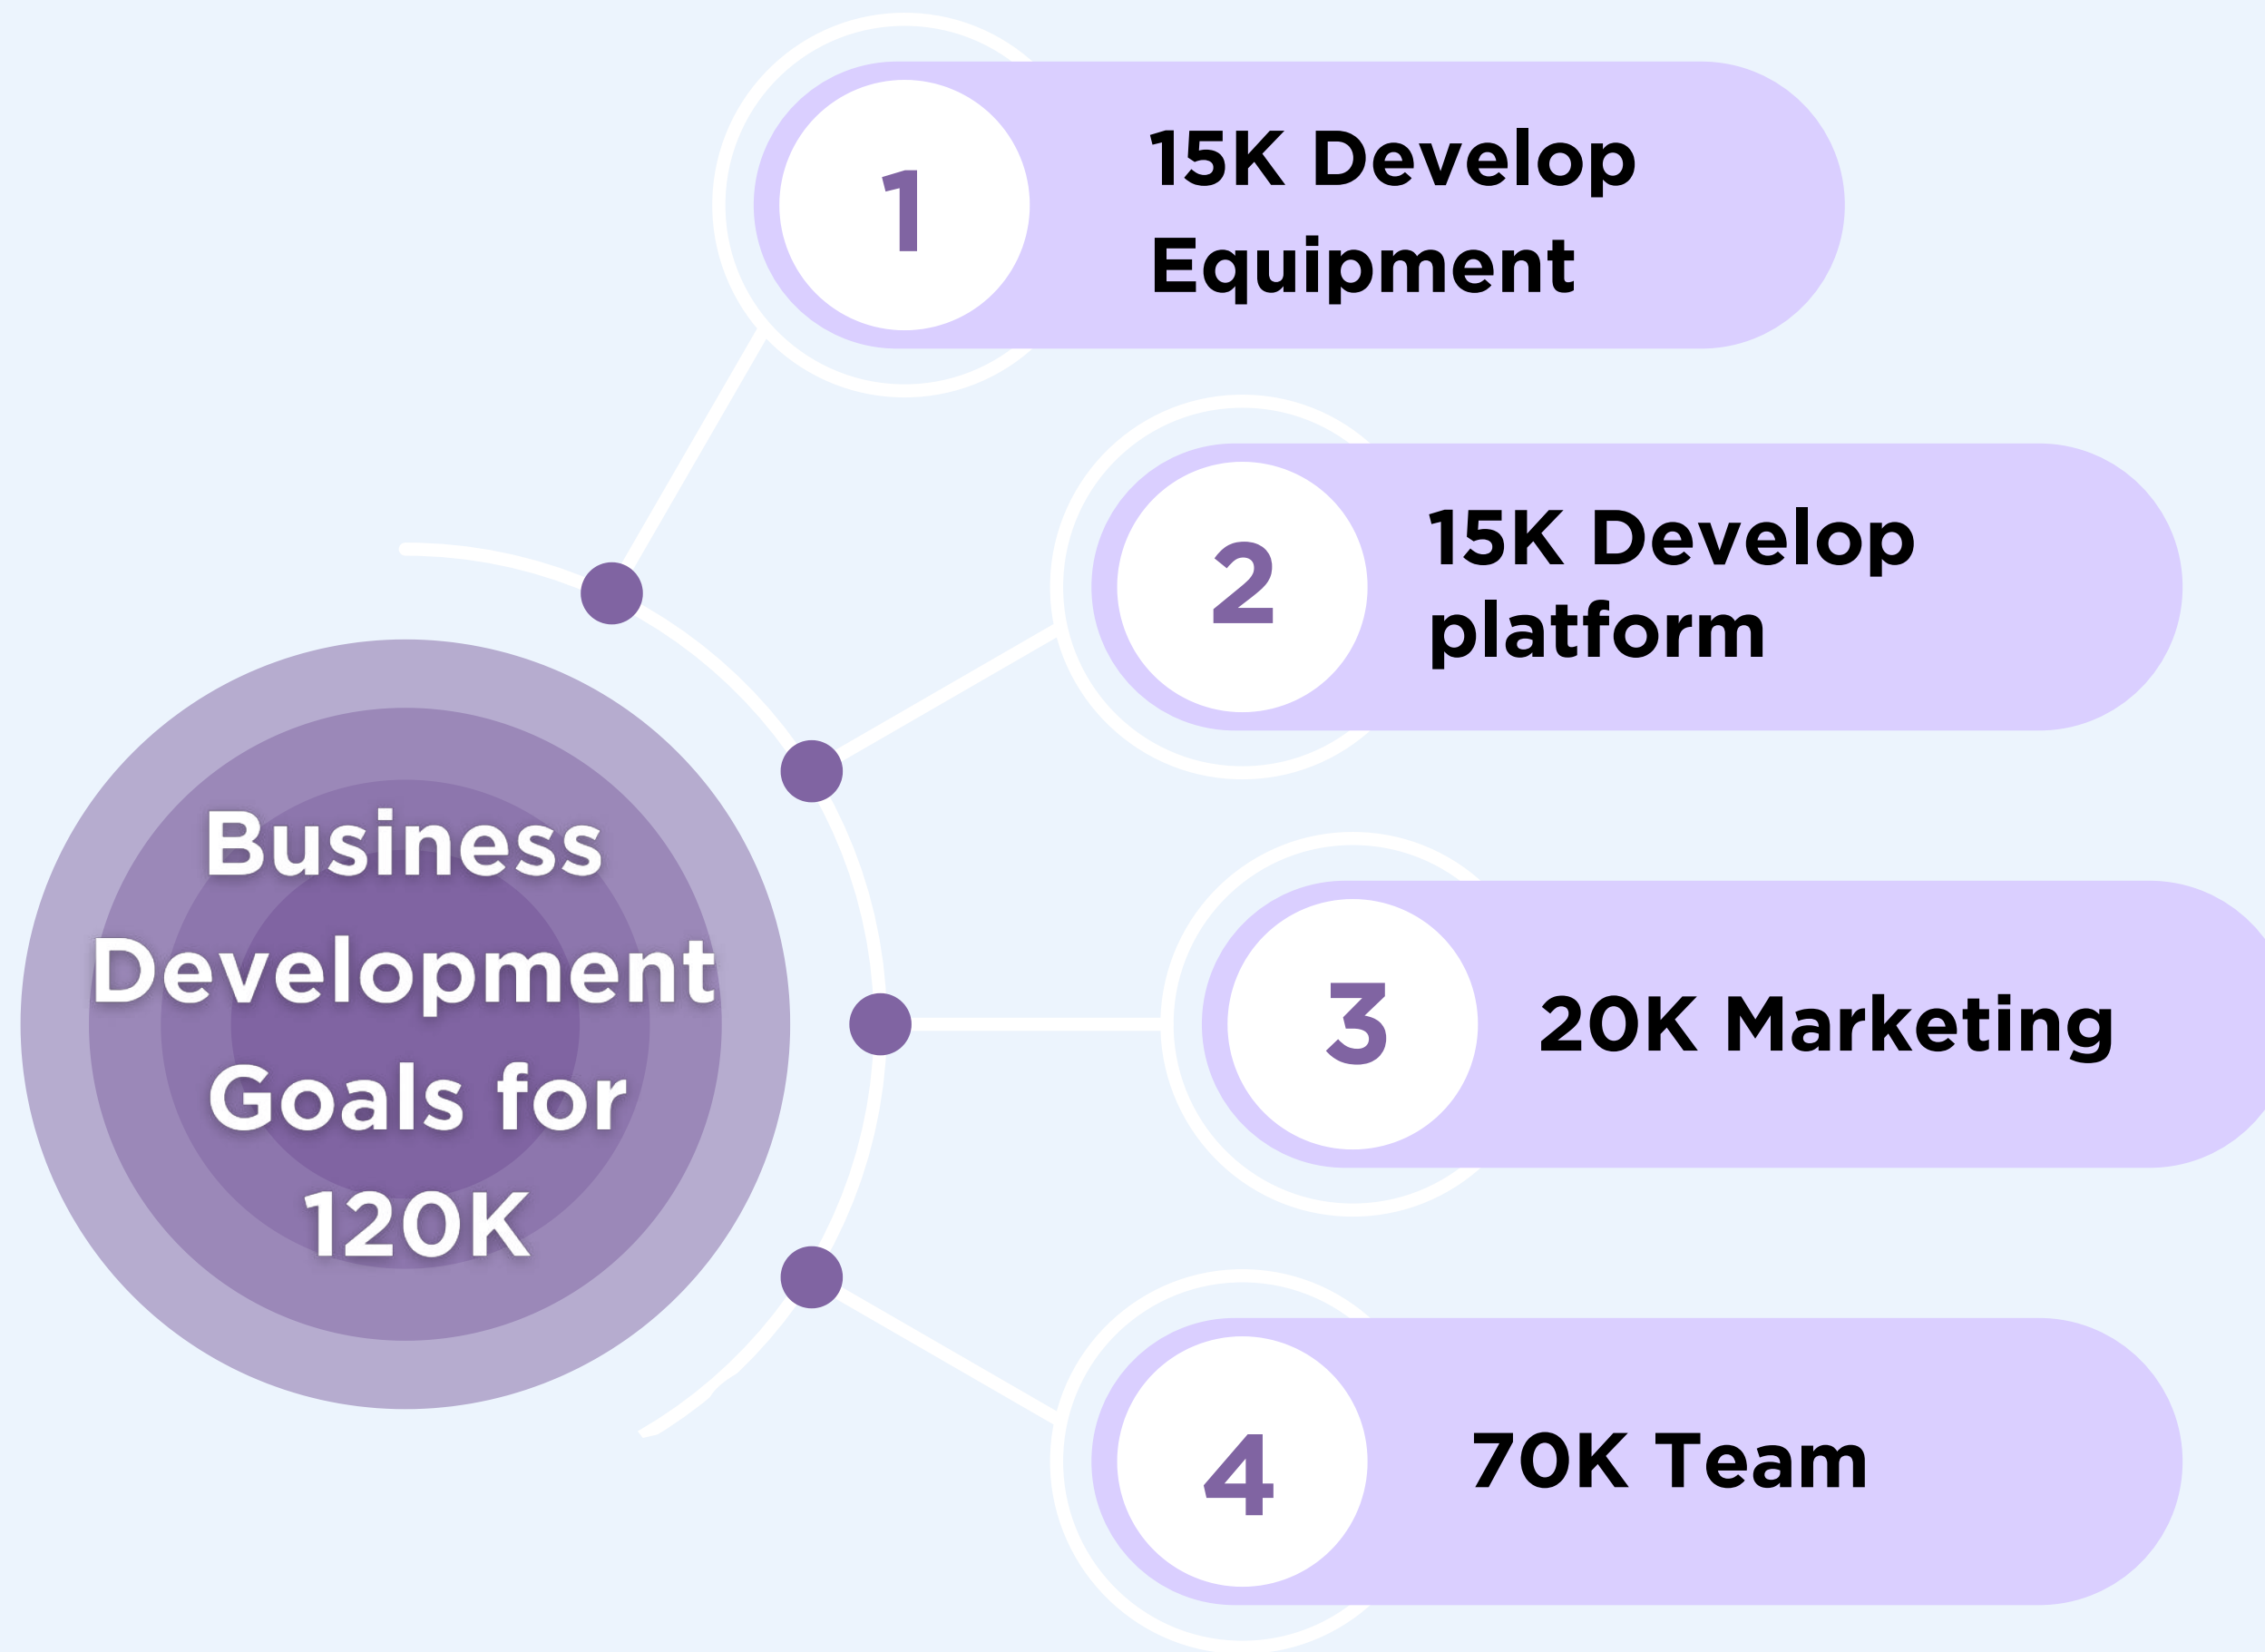 1
15K Develop
Equipment
2
15K Develop
platform
Business
Development
Goals for
120K
3
20K Marketing
4
70K Team